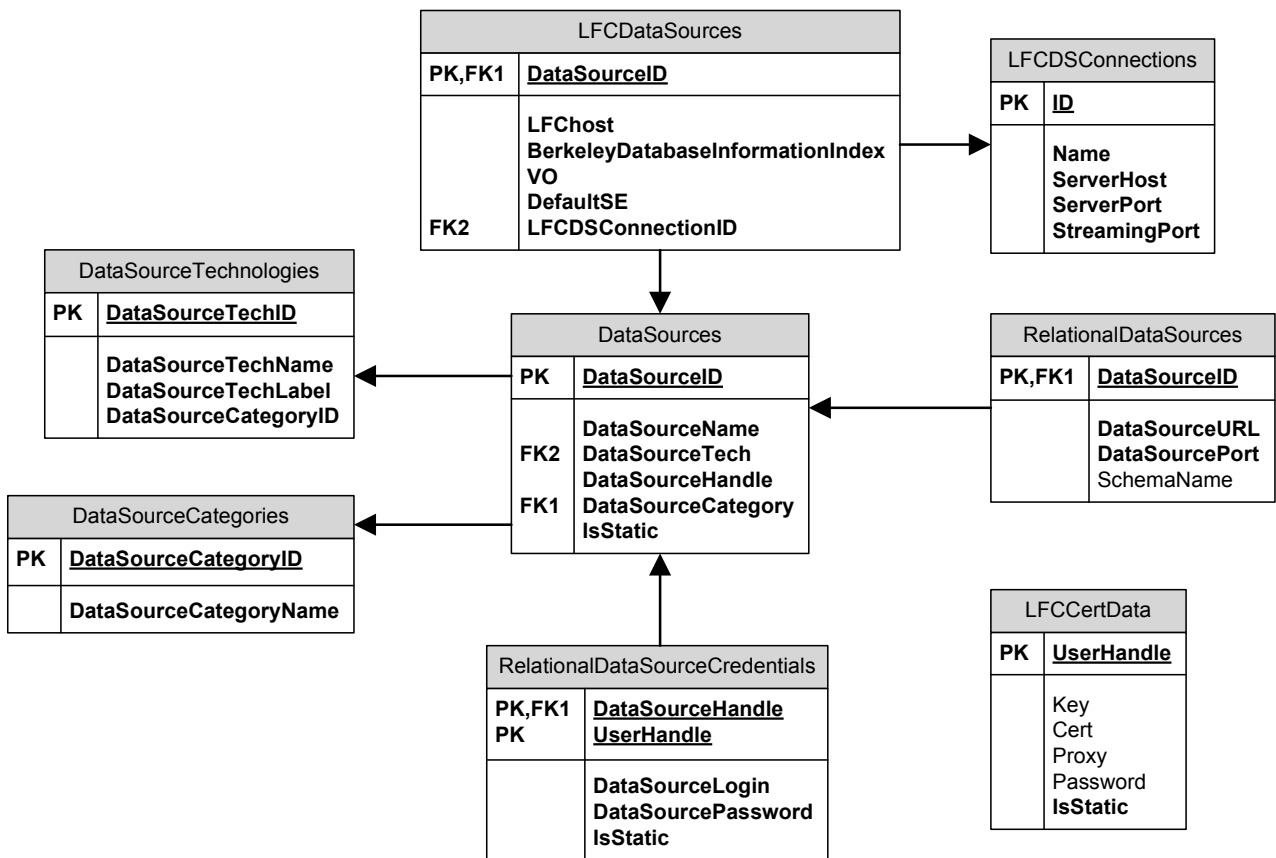 LFCDataSources
PK,FK1 DataSourceID
LFChost
BerkeleyDatabaseInformationIndex
VO
DefaultSE
FK2 LFCDSConnectionID
LFCDSConnections
PK ID
Name
ServerHost
ServerPort
StreamingPort
DataSourceTechnologies
PK DataSourceTechID
DataSourceTechName
DataSourceTechLabel
DataSourceCategoryID
DataSources
PK DataSourceID
DataSourceName
FK2 DataSourceTech
DataSourceHandle
FK1 DataSourceCategory
IsStatic
RelationalDataSources
PK,FK1 DataSourceID
DataSourceURL
DataSourcePort
SchemaName
DataSourceCategories
PK DataSourceCategoryID
DataSourceCategoryName
RelationalDataSourceCredentials
PK,FK1 DataSourceHandle
PK UserHandle
DataSourceLogin
DataSourcePassword
IsStatic
LFCCertData
PK UserHandle
Key
Cert
Proxy
Password
IsStatic